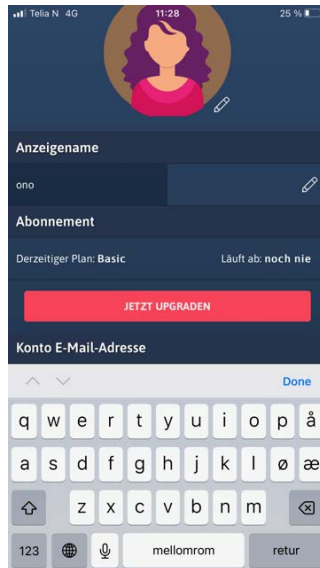 Telia N 4G 11:28 25 %
Anzeigename
ono
Abonnement
Derzeitiger Plan: Basic Läuft ab: noch nie
JETZT UPGRADEN
Konto E-Mail-Adresse
Done
q w e r t y u i o p å
a s d f g h j k l ø æ
z x c v b n m
123 mellomrom retur